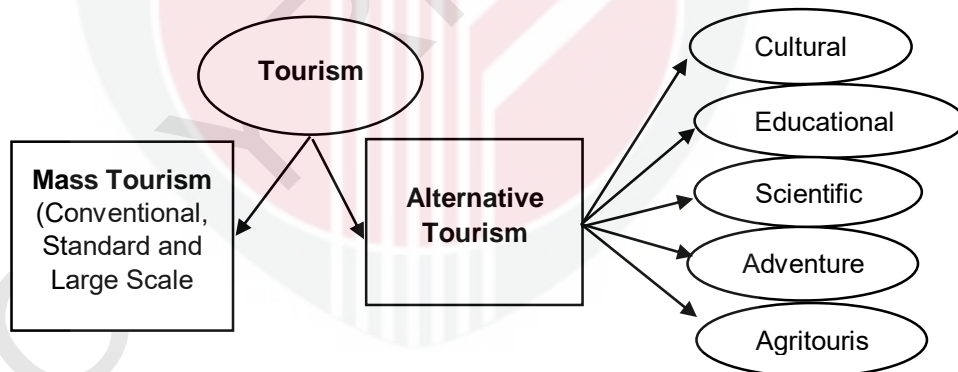 Tourism
Mass Tourism
(Conventional,
Standard and
Large Scale
Alternative
Tourism
Cultural
Educational
Scientific
Adventure
Agritouris